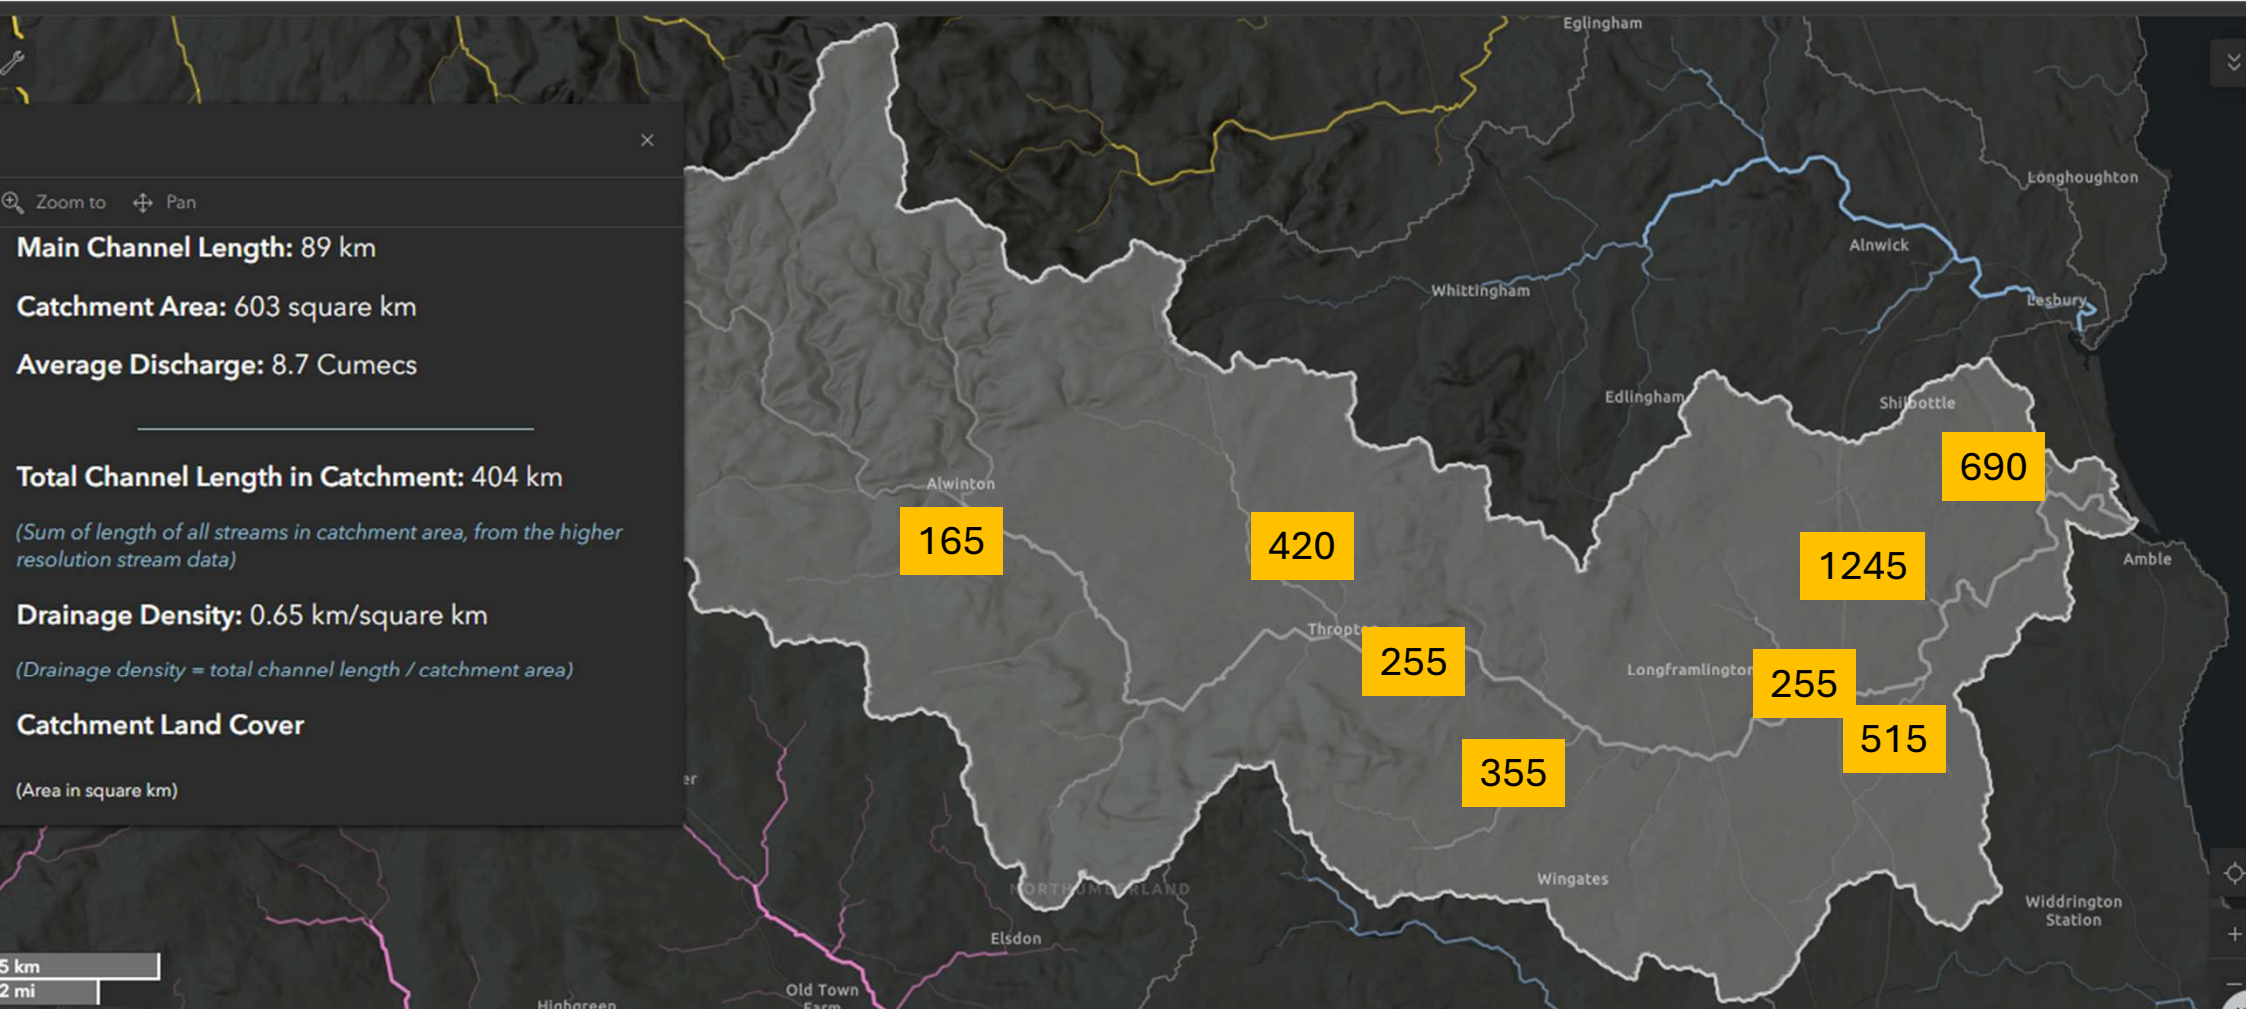 Zoom to
Pan
Main Channel Length: 89 km
Catchment Area: 603 square km
Average Discharge: 8.7 Cumecs
Total Channel Length in Catchment: 404 km
(Sum of length of all streams in catchment area, from the higher
resolution stream data)
Drainage Density: 0.65 km/square km
(Drainage density = total channel length / catchment area)
Catchment Land Cover
(Area in square km)
5 km
2 mi
Eglingham
Longhoughton
Alnwick
Whittingham
Lesbury
Edlingham
Shilbottle
690
Alwinton
165
420
1245
Amble
Thropto
255
Longframlington
255
515
355
er
Wingates
NORTHUMBERLAND
Widdrington
Station
Elsdon
Old Town
Farm
Highgreen